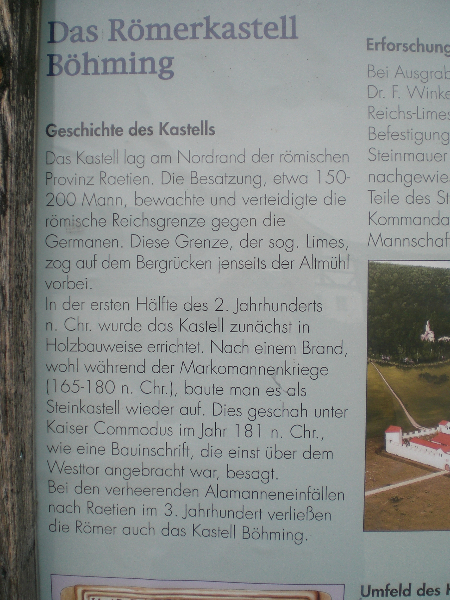 Das Römerkastell
Böhming
Geschichte des Kastells
Das Kastell lag am Nordrand der römischen
Provinz Raetien. Die Besatzung, etwa 150-
200 Mann, bewachte und verteidigte die
römische Reichsgrenze gegen die
Germanen. Diese Grenze, der sog. Limes,
zog auf dem Bergrücken jenseits der Altmühl
vorbei.
In der ersten Hälfte des 2. Jahrhunderts
n. Chr. wurde das Kastell zunächst in
Holzbauweise errichtet. Nach einem Brand,
wohl während der Markomannenkriege
(165-180 n. Chr.), baute man es als
Steinkastell wieder auf. Dies geschah unter
Kaiser Commodus im Jahr 181 n. Chr.,
wie eine Bauinschrift, die einst über dem
Westtor angebracht war, besagt.
Bei den verheerenden Alamanneneinfällen
nach Raetien im 3. Jahrhundert verließen
die Römer auch das Kastell Böhming.
Erforschung
Bei Ausgrab
Dr. F. Winke
Reichs-Limes
Befestigung
Steinmauer
nachgewie
Teile des St
Kommanda
Mannschaf
Umfeld des K